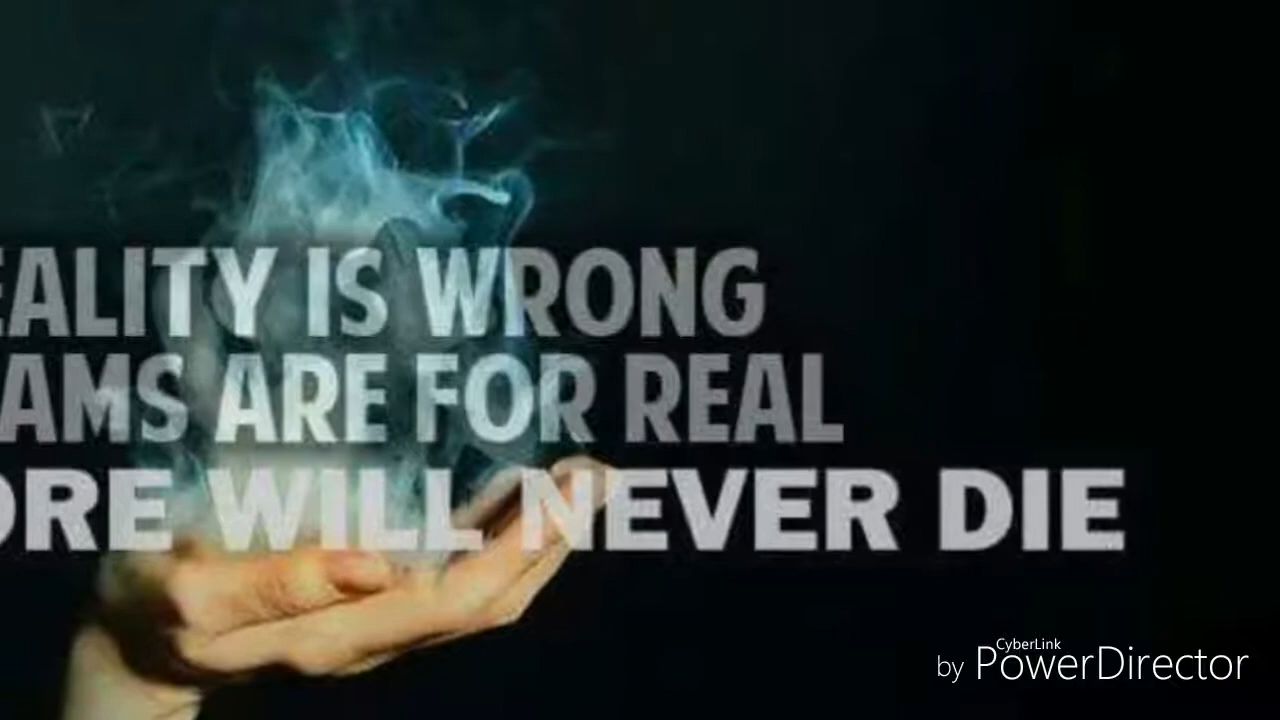 EALITY IS WRONG
AMS ARE FOR REAL
ORE WILL NEVER DIE
CyberLink
by PowerDirector